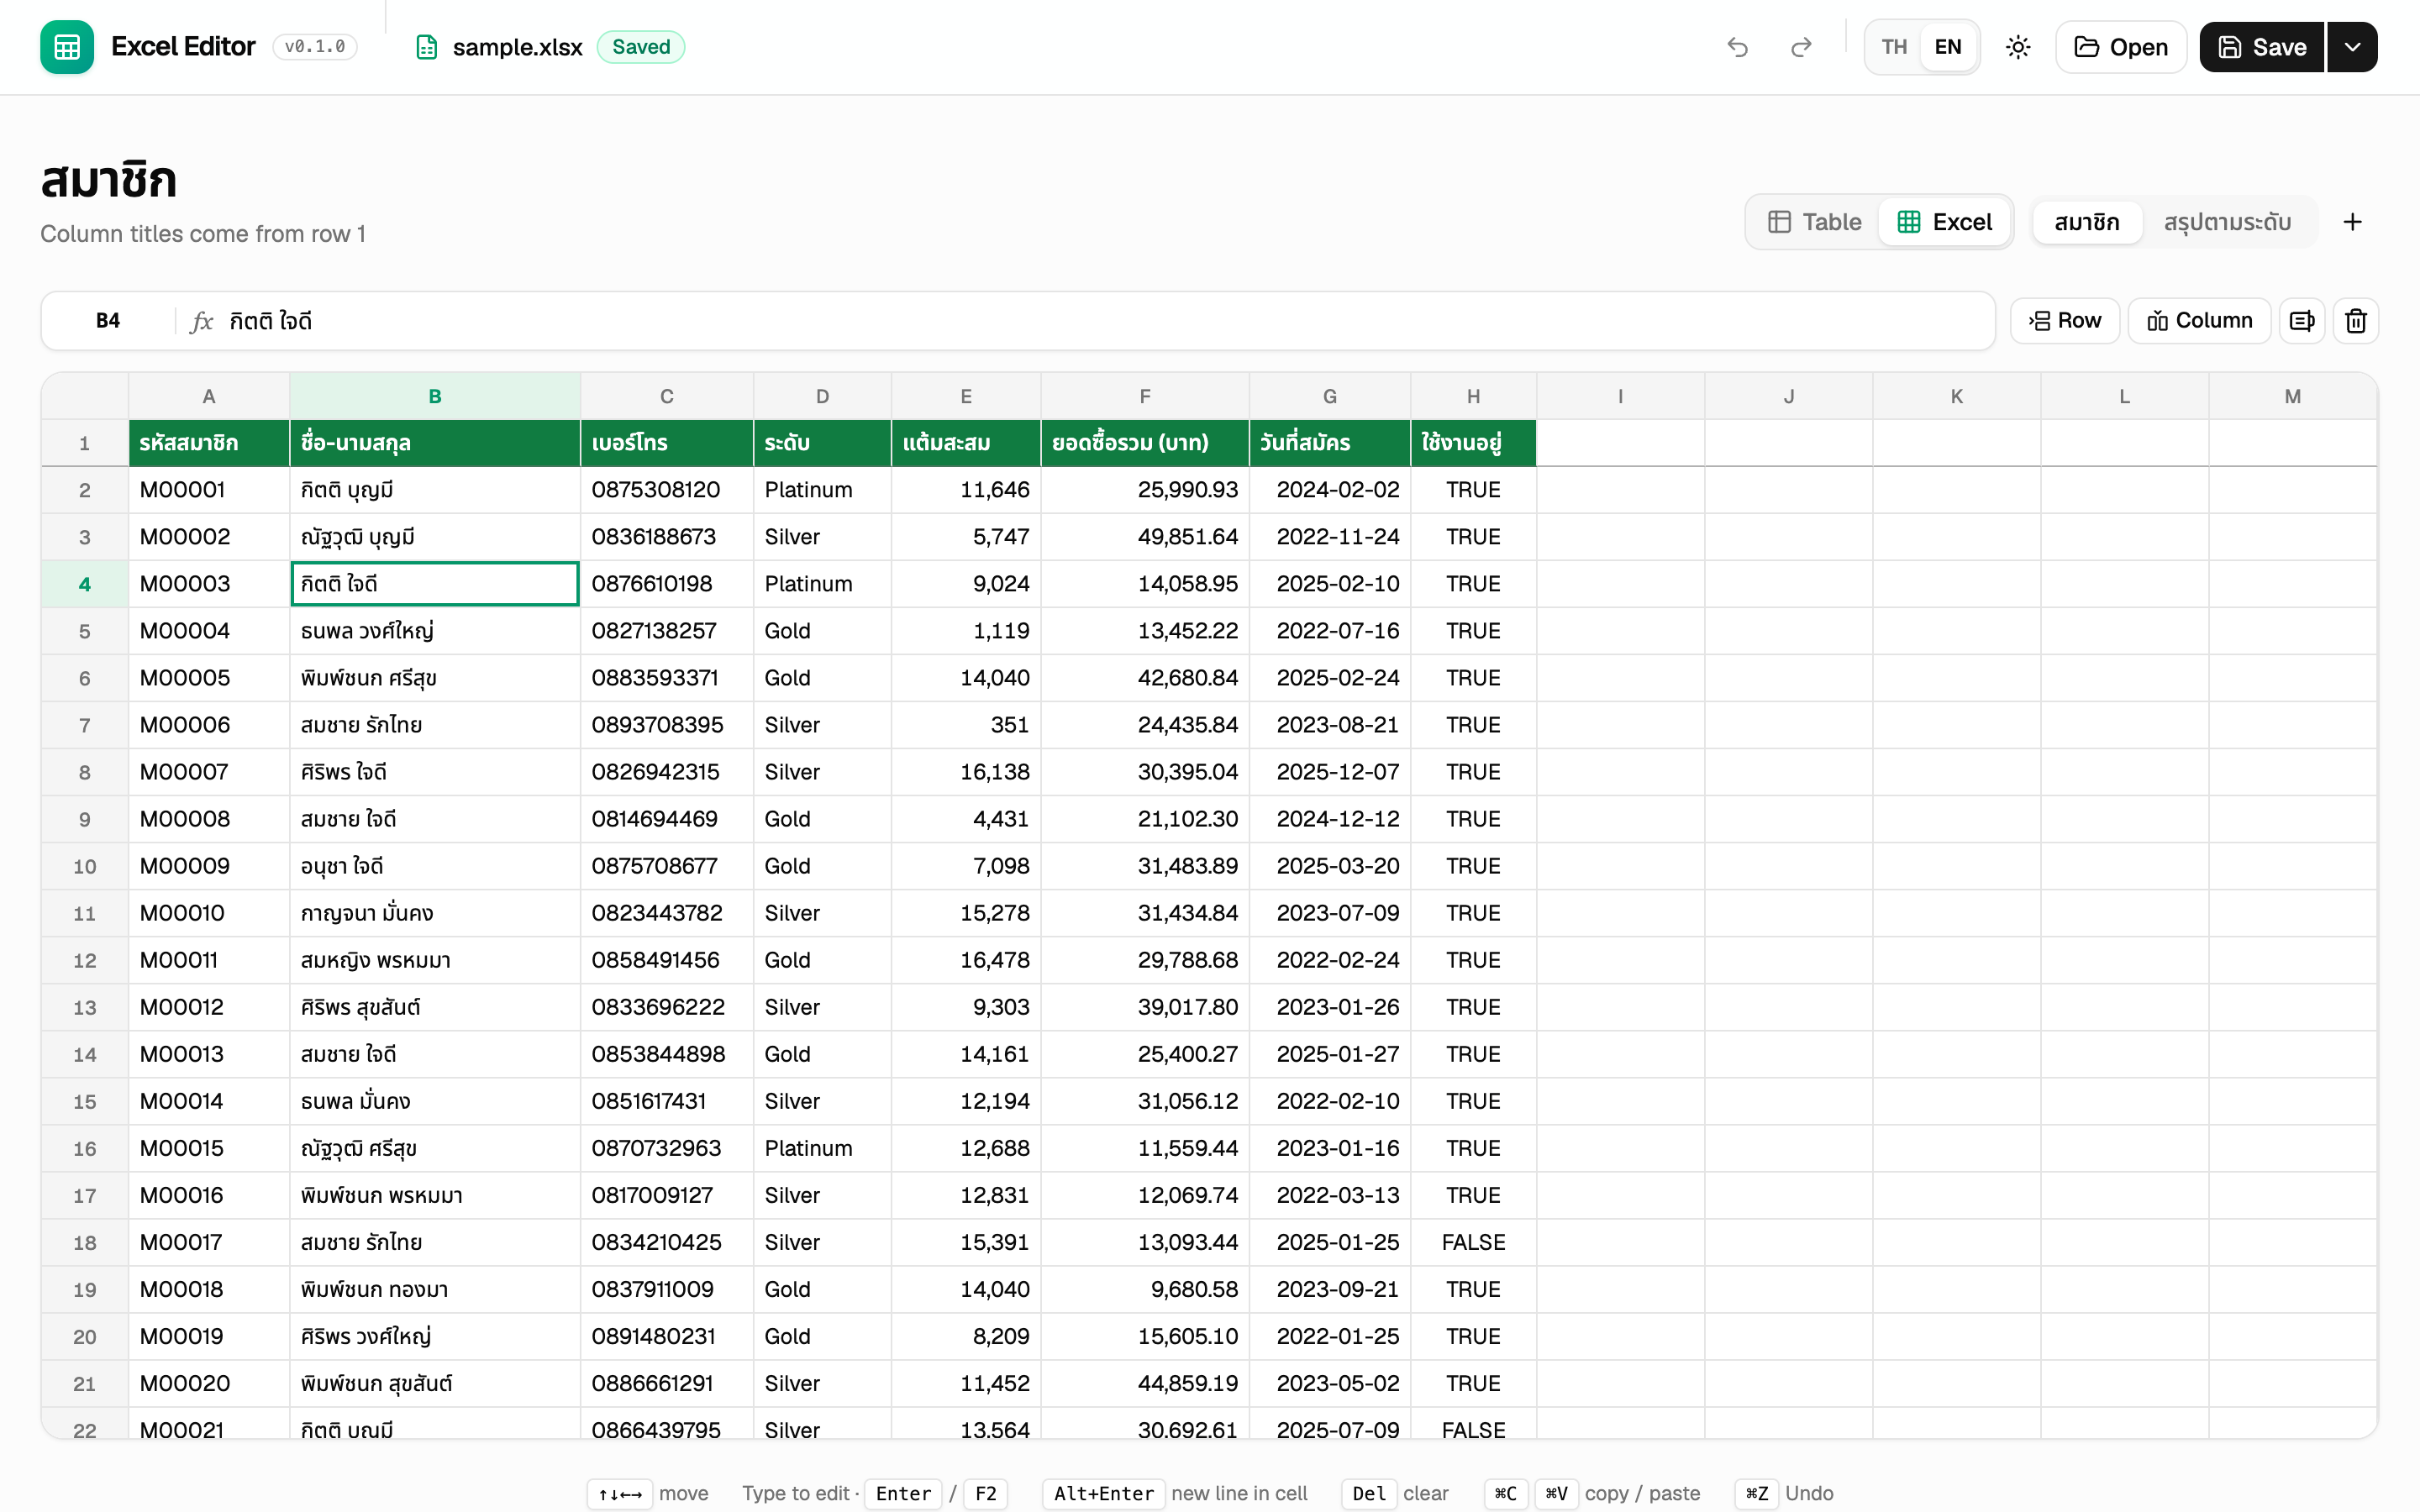 Excel Editor v0.1.0 sample.xlsx Saved TH EN Open Save
สมาชิก
Column titles come from row 1
Table Excel สมาชิก สรุปตามระดับ +
B4 fx กิตติ ใจดี Row Column
A B C D E F G H I J K L M
1 รหัสสมาชิก ชื่อ-นามสกุล เบอร์โทร ระดับ แต้มสะสม ยอดซื้อรวม (บาท) วันที่สมัคร ใช้งานอยู่
2 M00001 กิตติ บุญมี 0875308120 Platinum 11,646 25,990.93 2024-02-02 TRUE
3 M00002 ณัฐวุฒิ บุญมี 0836188673 Silver 5,747 49,851.64 2022-11-24 TRUE
4 M00003 กิตติ ใจดี 0876610198 Platinum 9,024 14,058.95 2025-02-10 TRUE
5 M00004 ธนพล วงศ์ใหญ่ 0827138257 Gold 1,119 13,452.22 2022-07-16 TRUE
6 M00005 พิมพ์ชนก ศรีสุข 0883593371 Gold 14,040 42,680.84 2025-02-24 TRUE
7 M00006 สมชาย รักไทย 0893708395 Silver 351 24,435.84 2023-08-21 TRUE
8 M00007 ศิริพร ใจดี 0826942315 Silver 16,138 30,395.04 2025-12-07 TRUE
9 M00008 สมชาย ใจดี 0814694469 Gold 4,431 21,102.30 2024-12-12 TRUE
10 M00009 อนุชา ใจดี 0875708677 Gold 7,098 31,483.89 2025-03-20 TRUE
11 M00010 กาญจนา มั่นคง 0823443782 Silver 15,278 31,434.84 2023-07-09 TRUE
12 M00011 สมหญิง พรหมมา 0858491456 Gold 16,478 29,788.68 2022-02-24 TRUE
13 M00012 ศิริพร สุขสันต์ 0833696222 Silver 9,303 39,017.80 2023-01-26 TRUE
14 M00013 สมชาย ใจดี 0853844898 Gold 14,161 25,400.27 2025-01-27 TRUE
15 M00014 ธนพล มั่นคง 0851617431 Silver 12,194 31,056.12 2022-02-10 TRUE
16 M00015 ณัฐวุฒิ ศรีสุข 0870732963 Platinum 12,688 11,559.44 2023-01-16 TRUE
17 M00016 พิมพ์ชนก พรหมมา 0817009127 Silver 12,831 12,069.74 2022-03-13 TRUE
18 M00017 สมชาย รักไทย 0834210425 Silver 15,391 13,093.44 2025-01-25 FALSE
19 M00018 พิมพ์ชนก ทองมา 0837911009 Gold 14,040 9,680.58 2023-09-21 TRUE
20 M00019 ศิริพร วงศ์ใหญ่ 0891480231 Gold 8,209 15,605.10 2022-01-25 TRUE
21 M00020 พิมพ์ชนก สุขสันต์ 0886661291 Silver 11,452 44,859.19 2023-05-02 TRUE
22 M00021 กิตติ บุญมี 0866439795 Silver 13,564 30,692.61 2025-07-09 FALSE
↑↓←→ move Type to edit · Enter / F2 Alt+Enter new line in cell Del clear ⌘C ⌘V copy / paste ⌘Z Undo